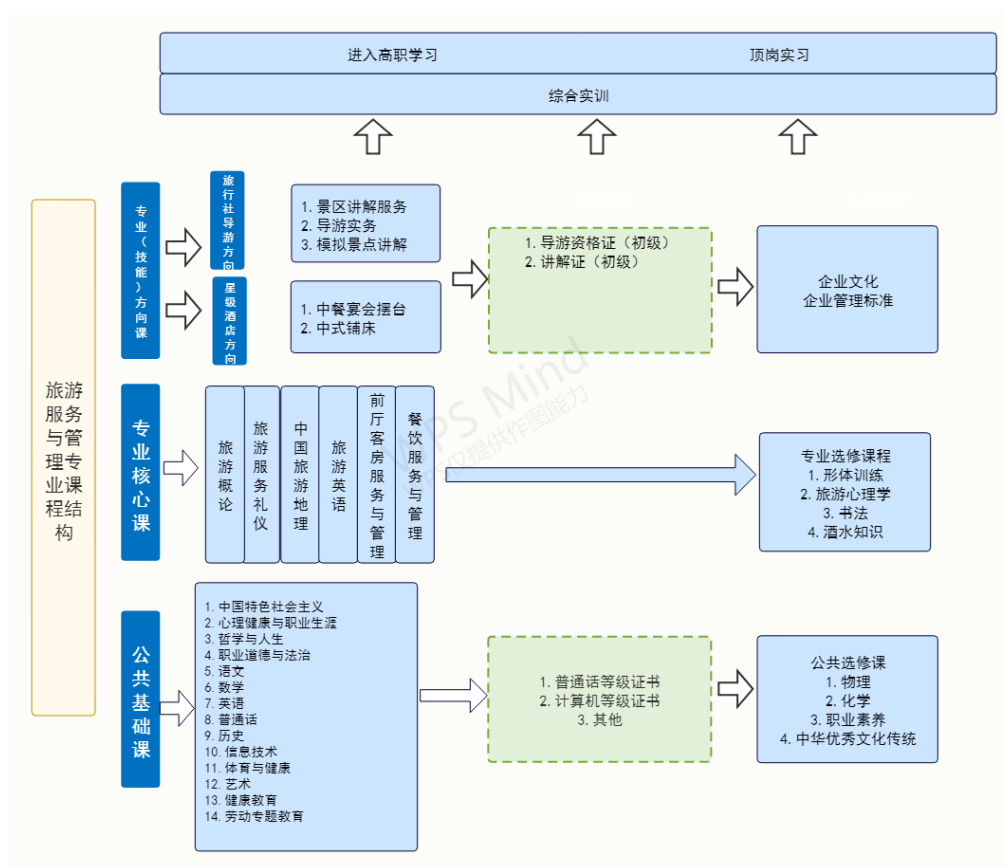 进入高职学习
顶岗实习
综合实训
旅游
服务
与管
理专
业课
程结
构
专业（技能）方向课
旅行社导游方向
星级酒店方向
1. 景区讲解服务
2. 导游实务
3. 模拟景点讲解
1. 中餐宴会摆台
2. 中式铺床
1. 导游资格证（初级）
2. 讲解证（初级）
企业文化
企业管理标准
专业核心课
旅游概论
旅游服务礼仪
中国旅游地理
旅游英语
前厅客房服务与管理
餐饮服务与管理
专业选修课程
1. 形体训练
2. 旅游心理学
3. 书法
4. 酒水知识
公共基础课
1. 中国特色社会主义
2. 心理健康与职业生涯
3. 哲学与人生
4. 职业道德与法治
5. 语文
6. 数学
7. 英语
8. 普通话
9. 历史
10. 信息技术
11. 体育与健康
12. 艺术
13. 健康教育
14. 劳动专题教育
1. 普通话等级证书
2. 计算机等级证书
3. 其他
公共选修课
1. 物理
2. 化学
3. 职业素养
4. 中华优秀文化传统
WPS Mind
WPS仅提供作图能力